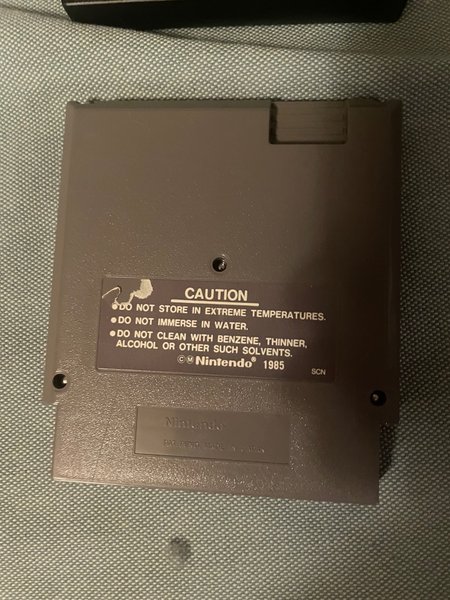 CAUTION
●DO NOT STORE IN EXTREME TEMPERATURES.
●DO NOT IMMERSE IN WATER.
●DO NOT CLEAN WITH BENZENE, THINNER,
ALCOHOL OR OTHER SUCH SOLVENTS.
©Ⓜ Nintendo® 1985
SCN
Nintendo